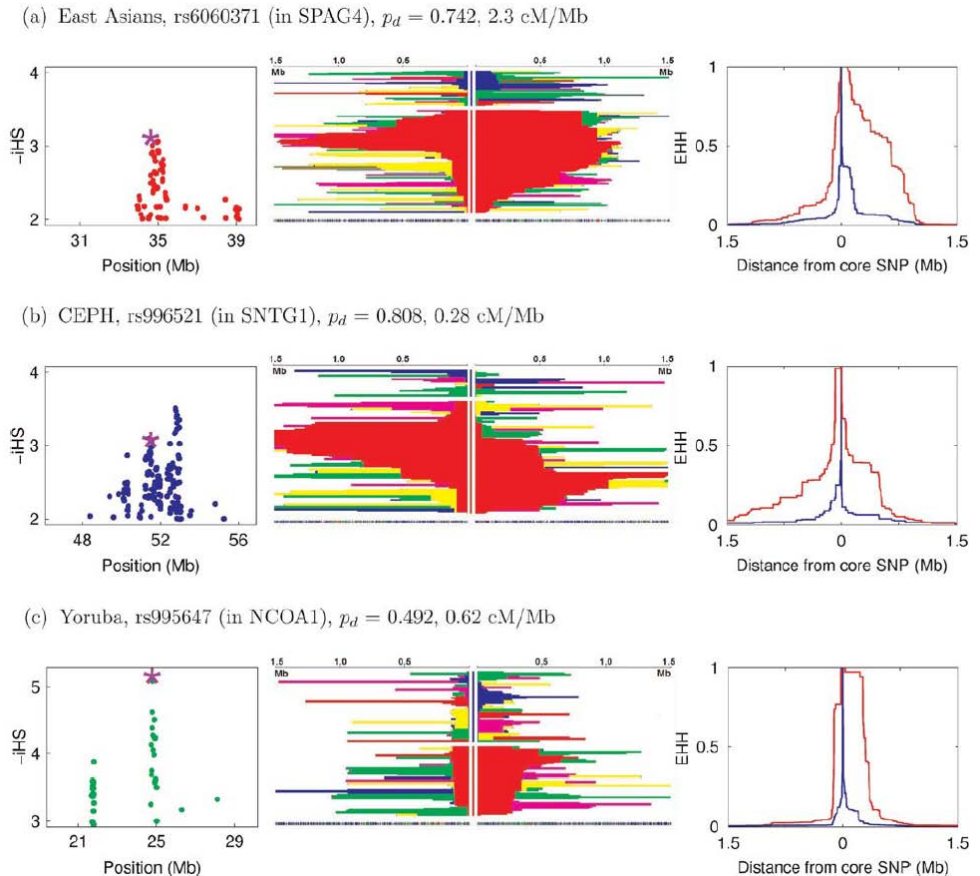 (a) East Asians, rs6060371 (in SPAG4), p_d = 0.742, 2.3 cM/Mb
1.5 1,0 0,5 0.5 1,0 1.5
Mb Mb
4
3
2
–iHS
31 35 39
Position (Mb)
1
0.5
0
EHH
1.5 0 1.5
Distance from core SNP (Mb)
(b) CEPH, rs996521 (in SNTG1), p_d = 0.808, 0.28 cM/Mb
1.5 1,0 0,5 0.5 1,0 1.5
Mb Mb
4
3
2
–iHS
48 52 56
Position (Mb)
1
0.5
0
EHH
1.5 0 1.5
Distance from core SNP (Mb)
(c) Yoruba, rs995647 (in NCOA1), p_d = 0.492, 0.62 cM/Mb
1.5 1,0 0,5 0.5 1,0 1.5
Mb Mb
5
4
3
–iHS
21 25 29
Position (Mb)
1
0.5
0
EHH
1.5 0 1.5
Distance from core SNP (Mb)